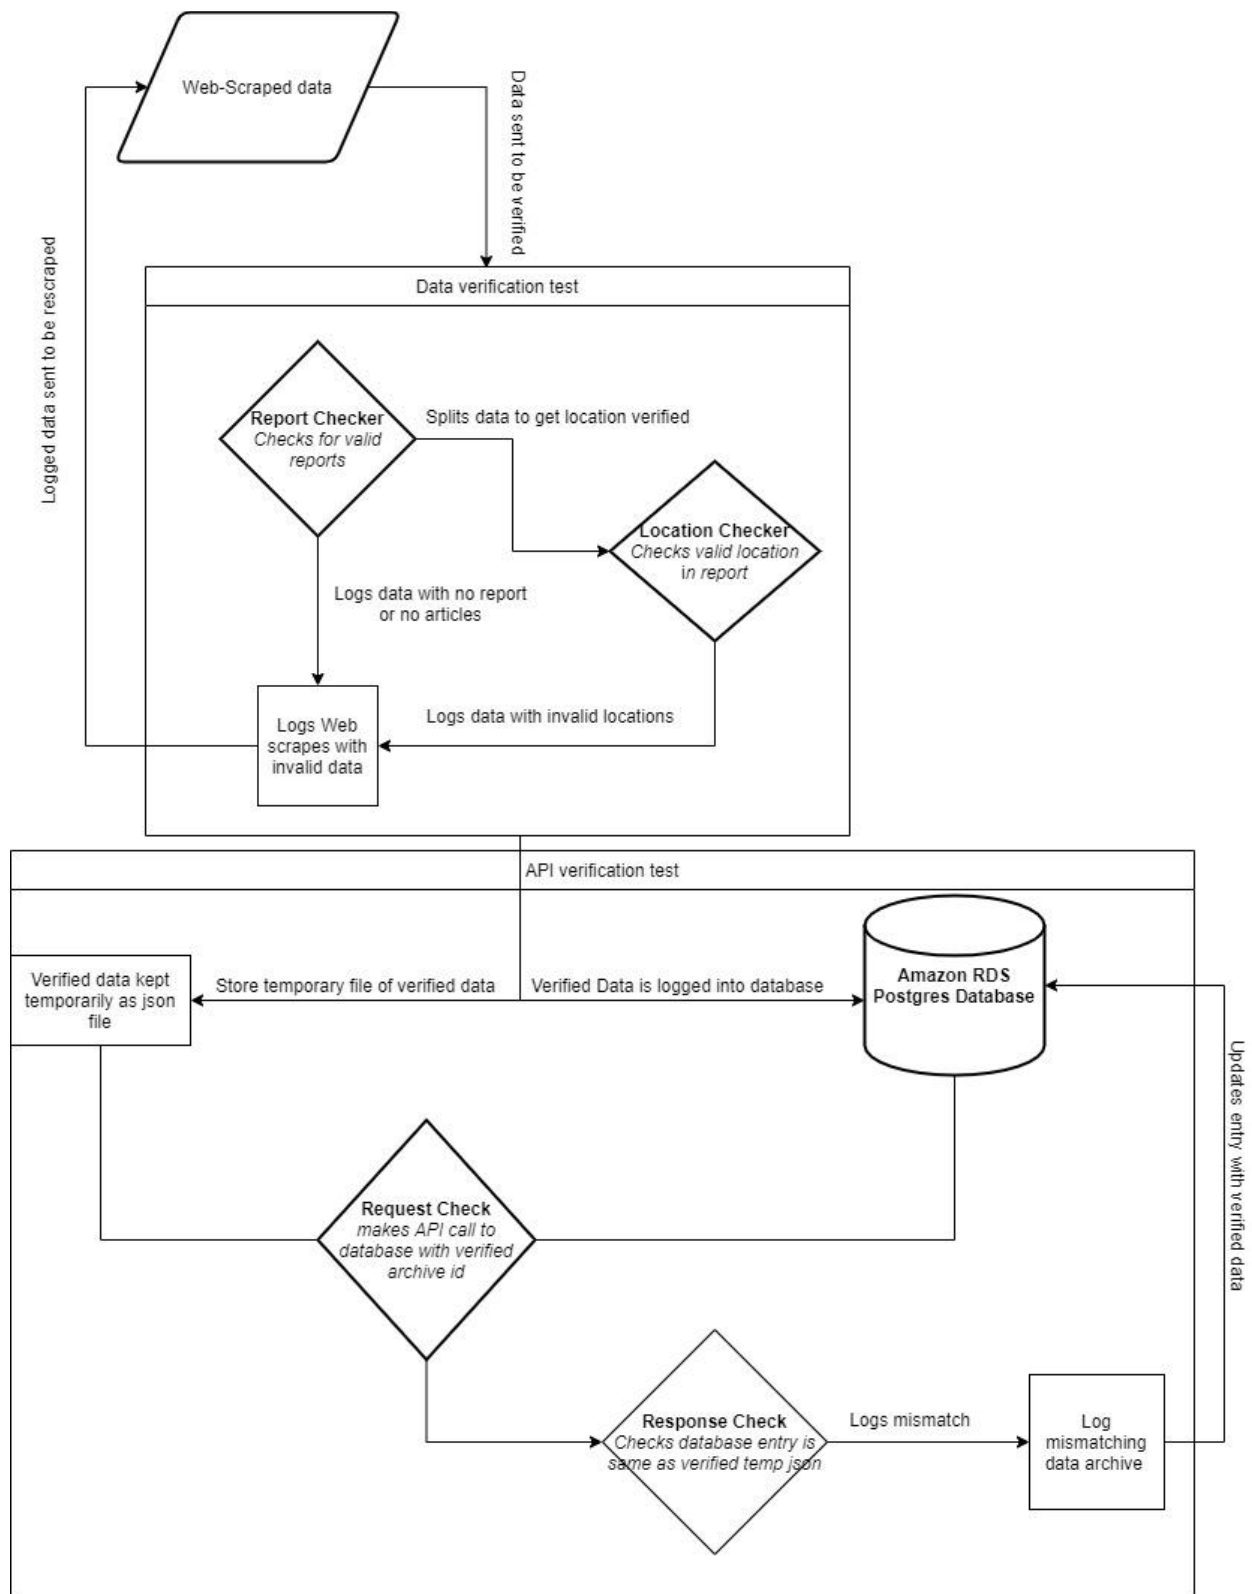 Web-Scraped data
Data sent to be verified
Logged data sent to be rescraped
Data verification test
Report Checker
Checks for valid
reports
Splits data to get location verified
Location Checker
Checks valid location
in report
Logs data with no report
or no articles
Logs Web
scrapes with
invalid data
Logs data with invalid locations
API verification test
Verified data kept
temporarily as json
file
Store temporary file of verified data
Verified Data is logged into database
Amazon RDS
Postgres Database
Updates entry with verified data
Request Check
makes API call to
database with verified
archive id
Response Check
Checks database entry is
same as verified temp json
Logs mismatch
Log
mismatching
data archive